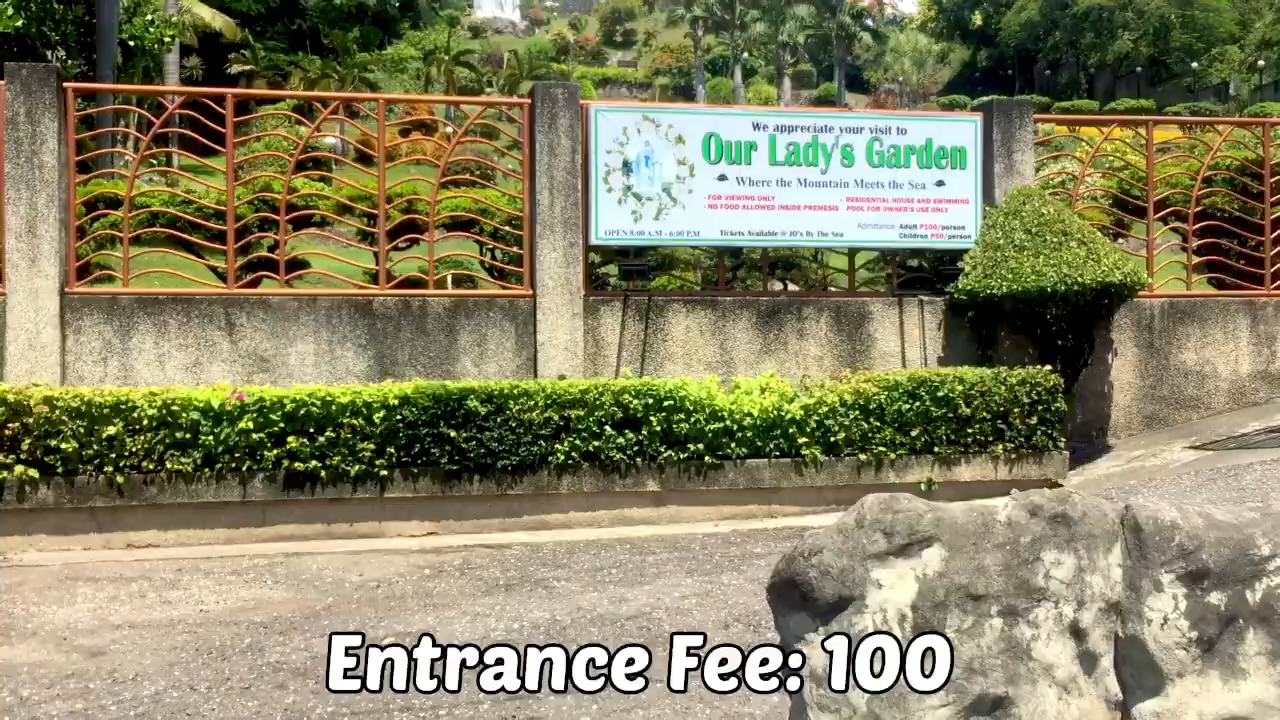 We appreciate your visit to
Our Lady's Garden
Where the Mountain Meets the Sea
- FOR VIEWING ONLY
- NO FOOD ALLOWED INSIDE PREMESIS
- RESIDENTIAL HOUSE AND SWIMMING
POOL FOR OWNER'S USE ONLY
OPEN 8:00 A.M - 6:00 P.M
Tickets Available @ JO's By The Sea
Admittance: Adult P100/person
Children P50/person
Entrance Fee: 100